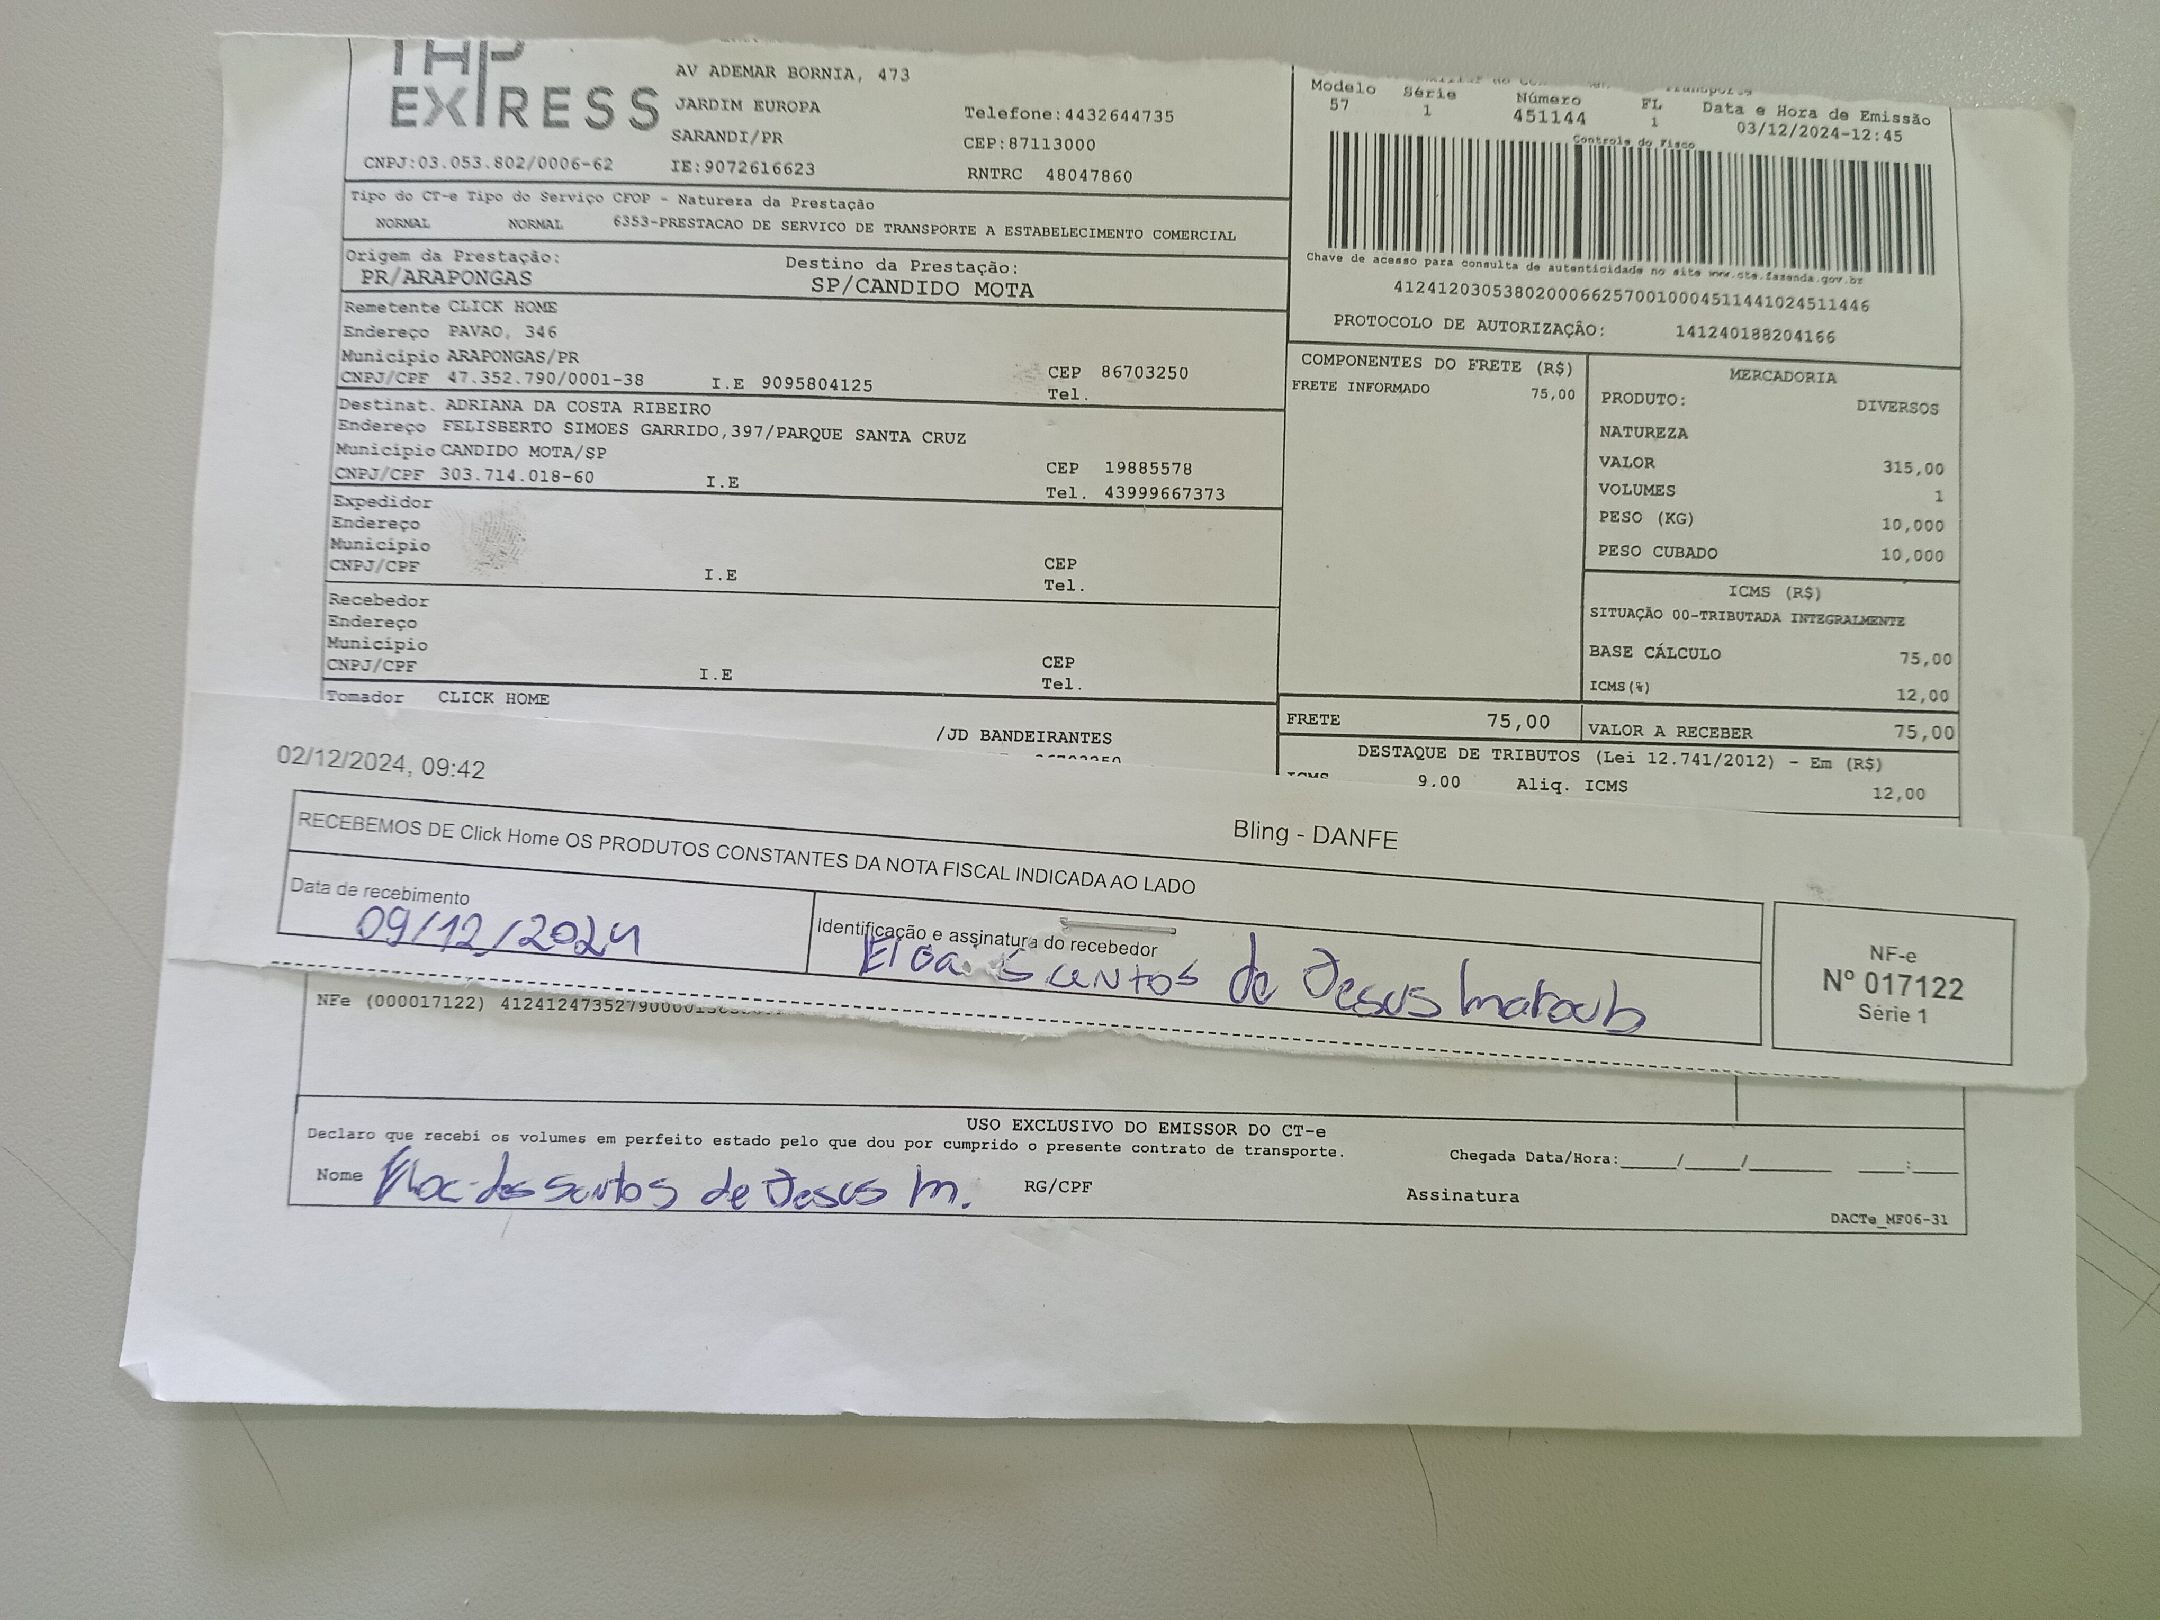 EXPRESS
AV ADEMAR BORNIA, 473
JARDIM EUROPA
Telefone:4432644735
SARANDI/PR
CEP:87113000
CNPJ:03.053.802/0006-62
IE:9072616623
RNTRC 48047860
Modelo Série Número FL Data e Hora de Emissão
57 1 451144 1 03/12/2024-12:45
Controle do Fisco
Tipo do CT-e Tipo do Serviço CFOP - Natureza da Prestação
NORMAL NORMAL 6353-PRESTACAO DE SERVICO DE TRANSPORTE A ESTABELECIMENTO COMERCIAL
Chave de acesso para consulta de autenticidade no site www.cte.fazenda.gov.br
41241203053802000662570010004511441024511446
PROTOCOLO DE AUTORIZAÇÃO: 141240188204166
Origem da Prestação: Destino da Prestação:
PR/ARAPONGAS SP/CANDIDO MOTA
Remetente CLICK HOME
Endereço PAVAO, 346
Município ARAPONGAS/PR CEP 86703250
CNPJ/CPF 47.352.790/0001-38 I.E 9095804125 Tel.
Destinat. ADRIANA DA COSTA RIBEIRO
Endereço FELISBERTO SIMOES GARRIDO,397/PARQUE SANTA CRUZ
Município CANDIDO MOTA/SP CEP 19885578
CNPJ/CPF 303.714.018-60 I.E Tel. 43999667373
Expedidor
Endereço
Município CEP
CNPJ/CPF I.E Tel.
Recebedor
Endereço
Município CEP
CNPJ/CPF I.E Tel.
Tomador CLICK HOME
/JD BANDEIRANTES
COMPONENTES DO FRETE (R$)
FRETE INFORMADO 75,00
MERCADORIA
PRODUTO: DIVERSOS
NATUREZA
VALOR 315,00
VOLUMES 1
PESO (KG) 10,000
PESO CUBADO 10,000
ICMS (R$)
SITUAÇÃO 00-TRIBUTADA INTEGRALMENTE
BASE CÁLCULO 75,00
ICMS(%) 12,00
FRETE 75,00 VALOR A RECEBER 75,00
DESTAQUE DE TRIBUTOS (Lei 12.741/2012) - Em (R$)
ICMS 9.00 Aliq. ICMS 12,00
02/12/2024, 09:42
Bling - DANFE
RECEBEMOS DE Click Home OS PRODUTOS CONSTANTES DA NOTA FISCAL INDICADA AO LADO
Data de recebimento
09/12/2024
Identificação e assinatura do recebedor
Eloa Santos de Jesus
NF-e
Nº 017122
Série 1
NFe (000017122) 412412473527900001
USO EXCLUSIVO DO EMISSOR DO CT-e
Declaro que recebi os volumes em perfeito estado pelo que dou por cumprido o presente contrato de transporte.
Chegada Data/Hora:_____/_____/_______ ____:____
Nome Eloa dos santos de Jesus m. RG/CPF Assinatura
DACTe_MF06-31